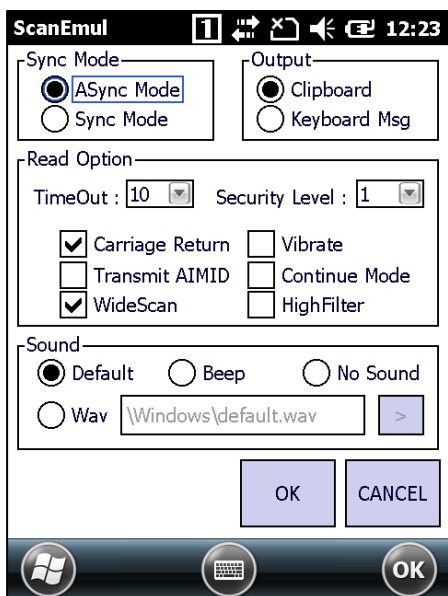 ScanEmul 1 12:23
Sync Mode
ASync Mode
Sync Mode
Output
Clipboard
Keyboard Msg
Read Option
TimeOut : 10 Security Level : 1
Carriage Return Vibrate
Transmit AIMID Continue Mode
WideScan HighFilter
Sound
Default Beep No Sound
Wav \Windows\default.wav >
OK CANCEL
OK